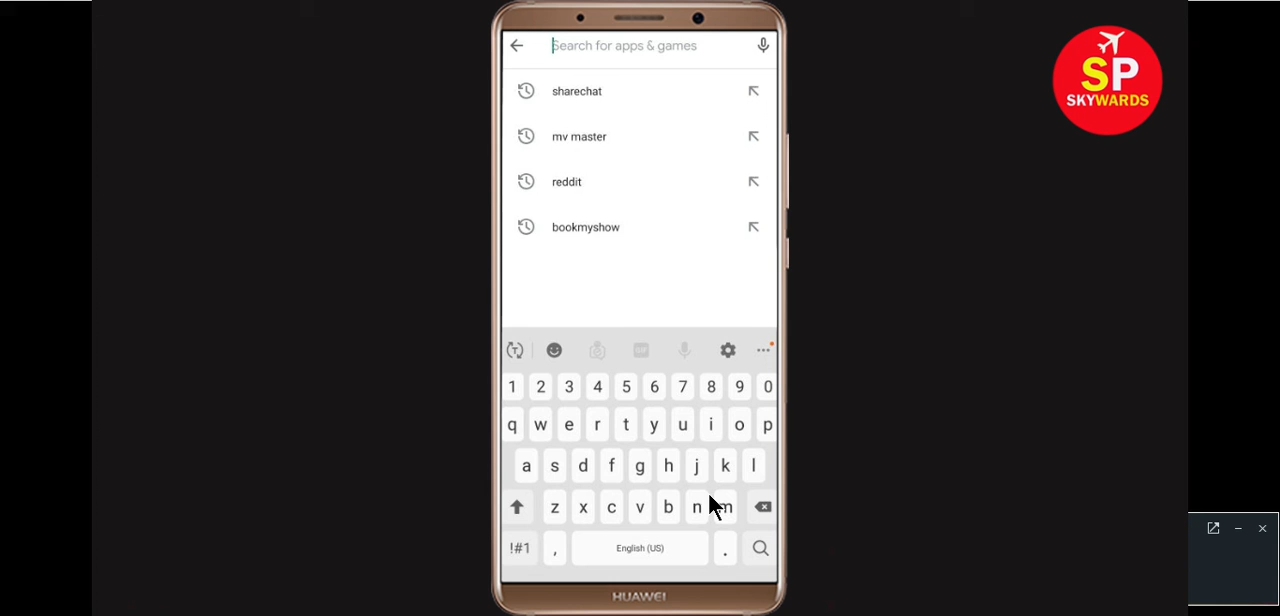 Search for apps & games
SP
SKYWARDS
sharechat
mv master
reddit
bookmyshow
GIF
1 2 3 4 5 6 7 8 9 0
q w e r t y u i o p
a s d f g h j k l
z x c v b n m
!#1 , English (US) .
HUAWEI